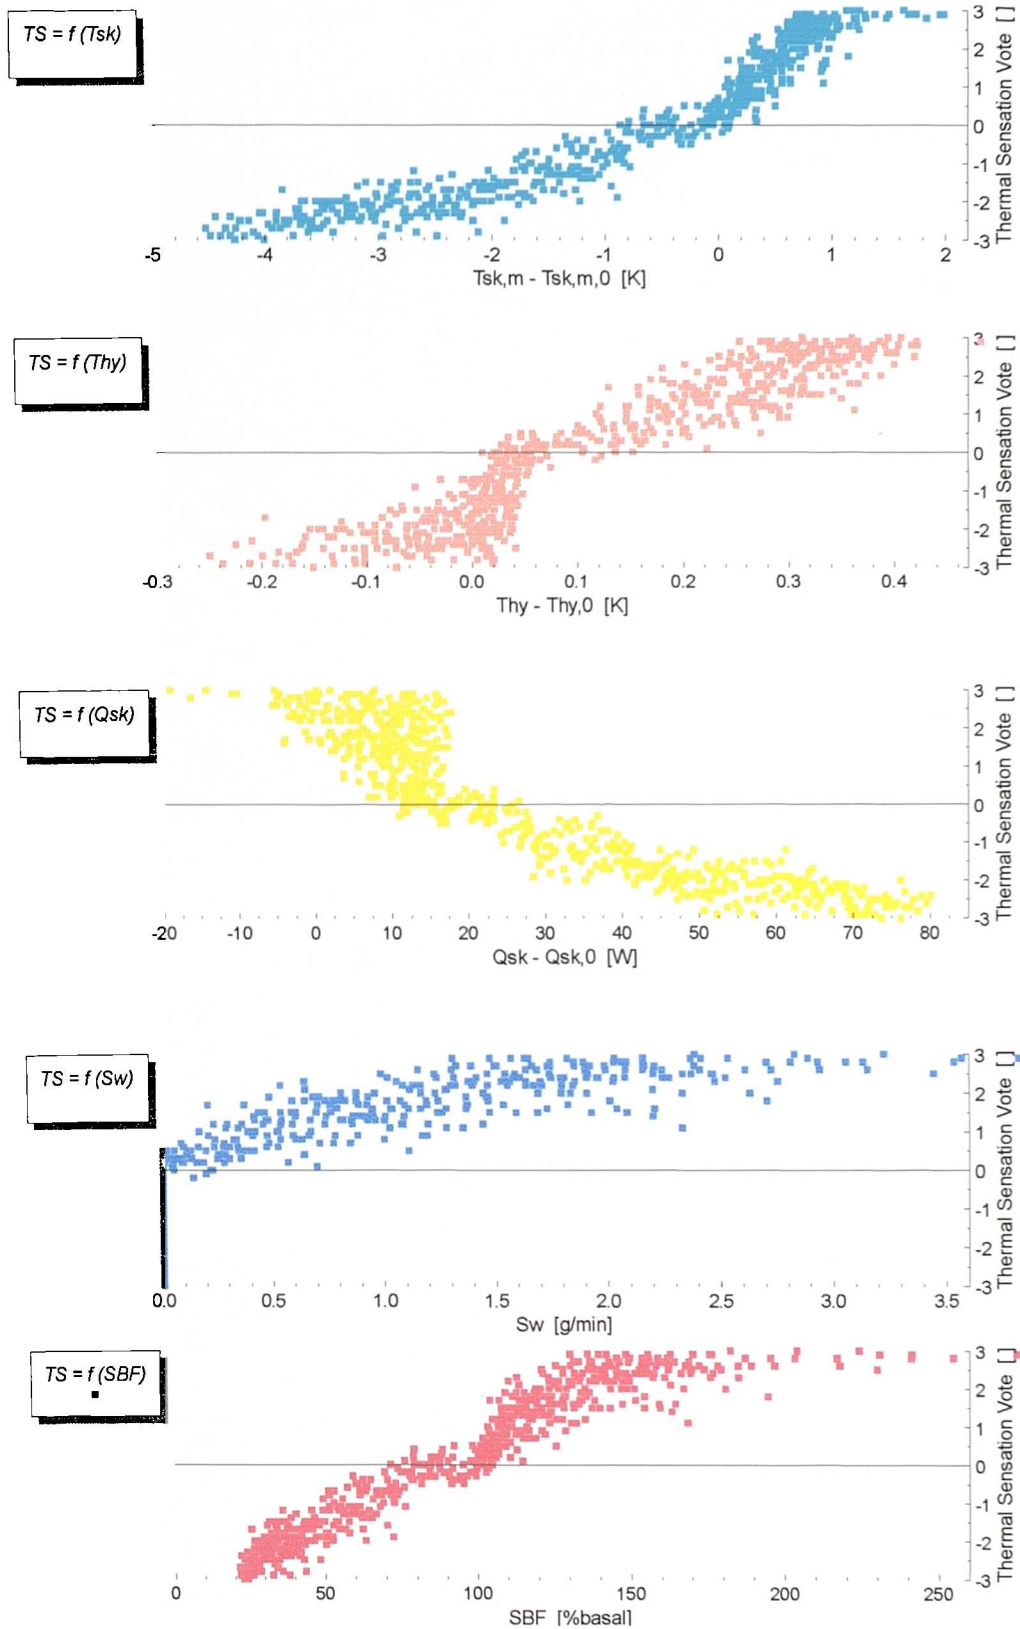 TS = f (Tsk)
3
2
1
0
-1
-2
-3
Thermal Sensation Vote [ ]
-5 -4 -3 -2 -1 0 1 2
Tsk,m - Tsk,m,0 [K]
TS = f (Thy)
3
2
1
0
-1
-2
-3
Thermal Sensation Vote [ ]
-0.3 -0.2 -0.1 0.0 0.1 0.2 0.3 0.4
Thy - Thy,0 [K]
TS = f (Qsk)
3
2
1
0
-1
-2
-3
Thermal Sensation Vote [ ]
-20 -10 0 10 20 30 40 50 60 70 80
Qsk - Qsk,0 [W]
TS = f (Sw)
3
2
1
0
-1
-2
-3
Thermal Sensation Vote [ ]
0.0 0.5 1.0 1.5 2.0 2.5 3.0 3.5
Sw [g/min]
TS = f (SBF)
3
2
1
0
-1
-2
-3
Thermal Sensation Vote [ ]
0 50 100 150 200 250
SBF [%basal]